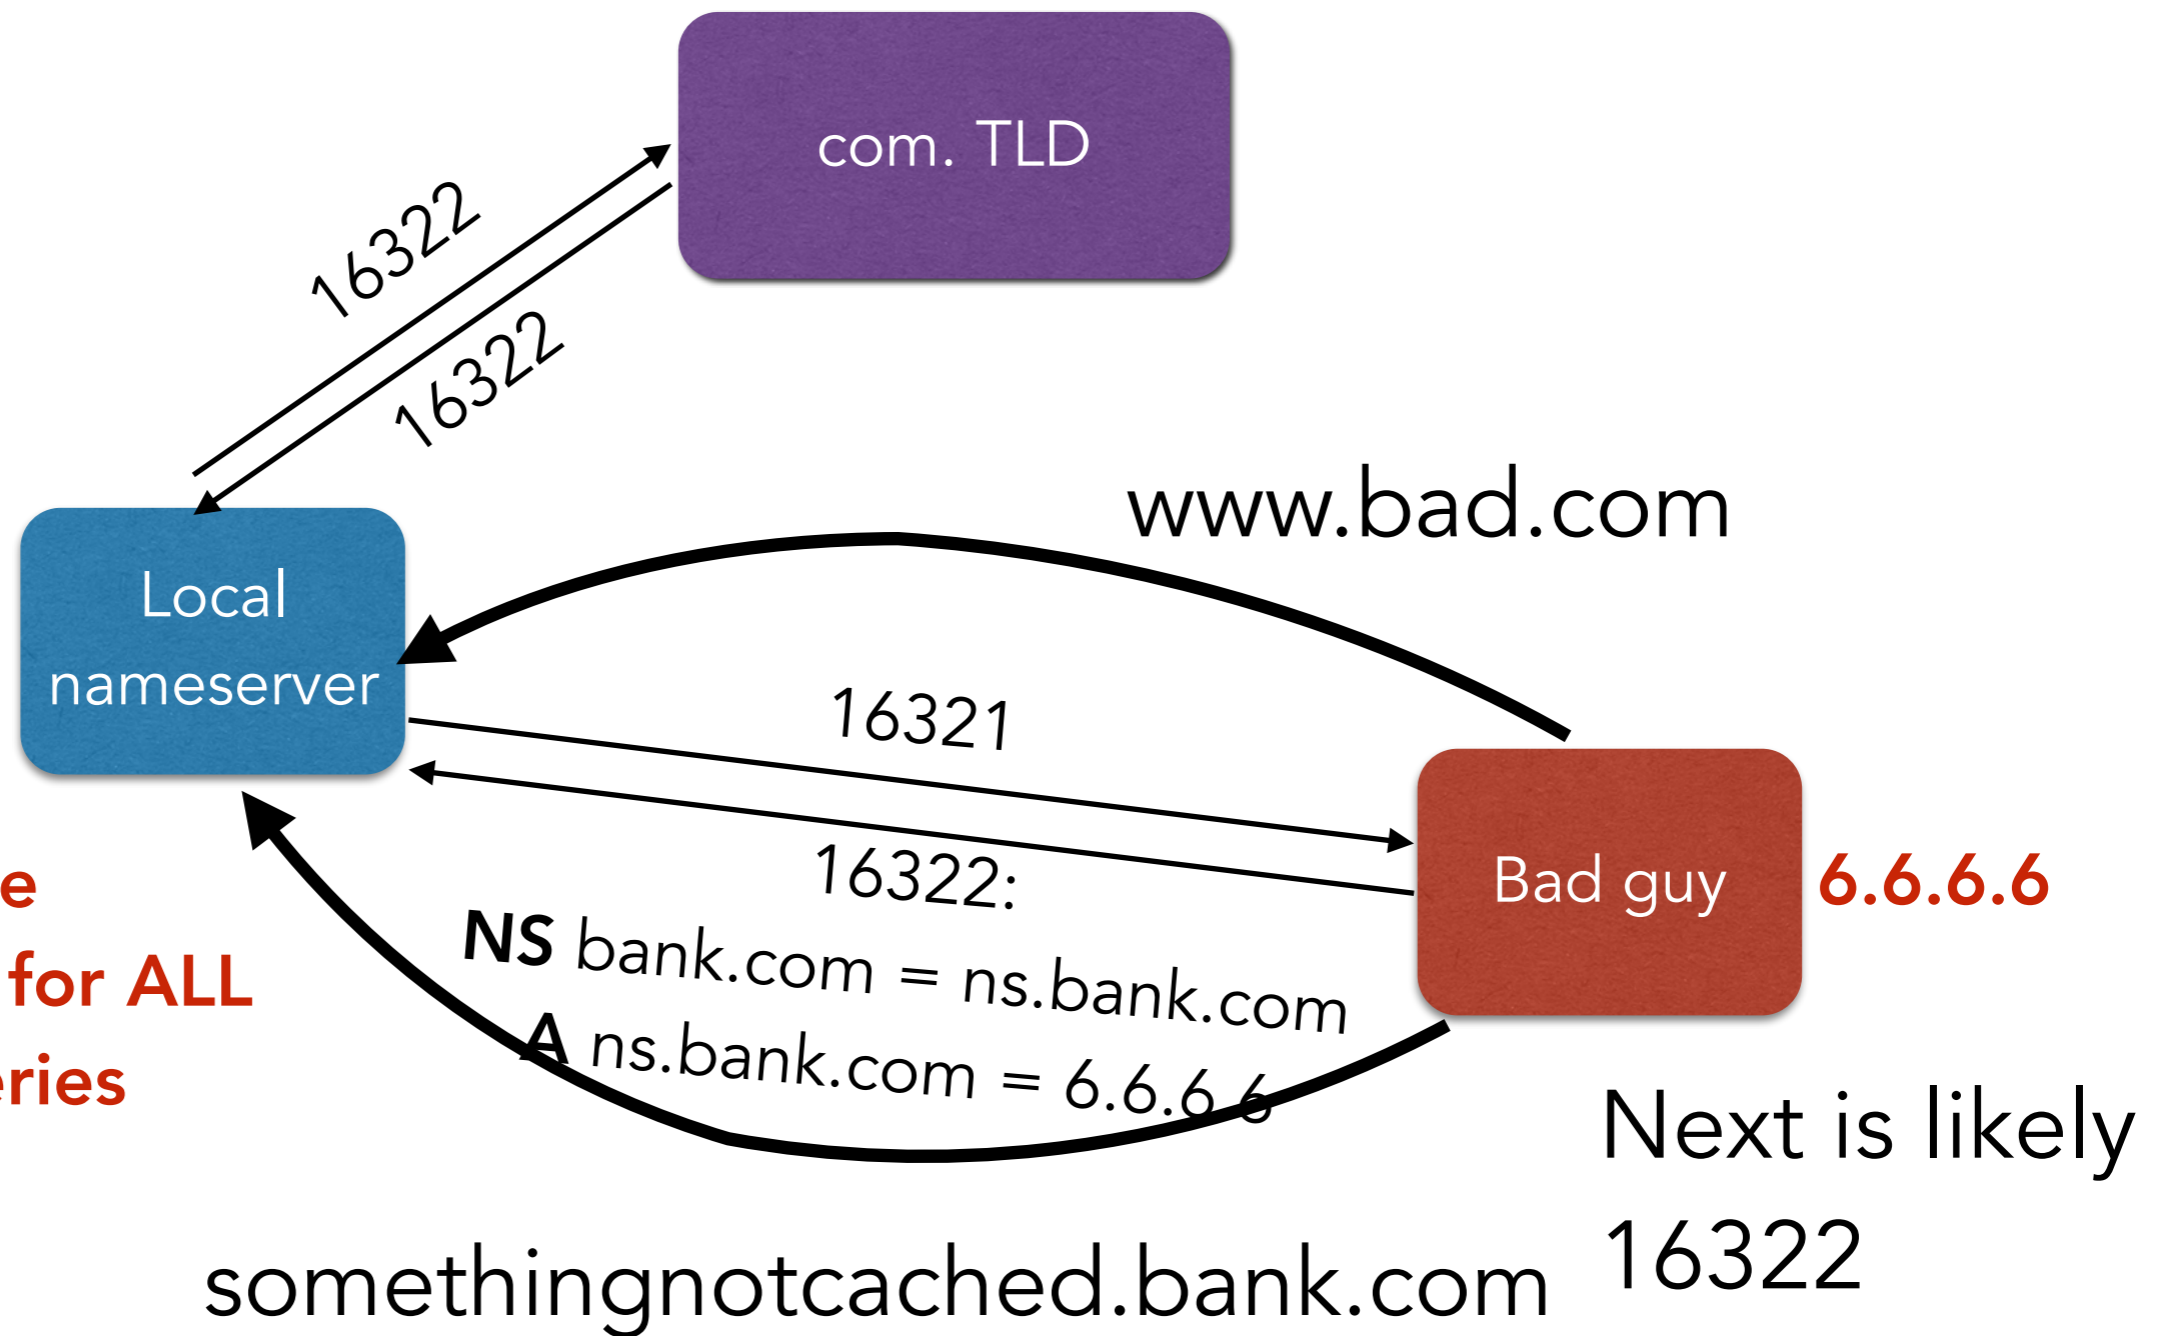 com. TLD
16322
16322
www.bad.com
Local
nameserver
16321
16322:
NS bank.com = ns.bank.com
A ns.bank.com = 6.6.6.6
Bad guy
6.6.6.6
for ALL
Next is likely
16322
somethingnotcached.bank.com